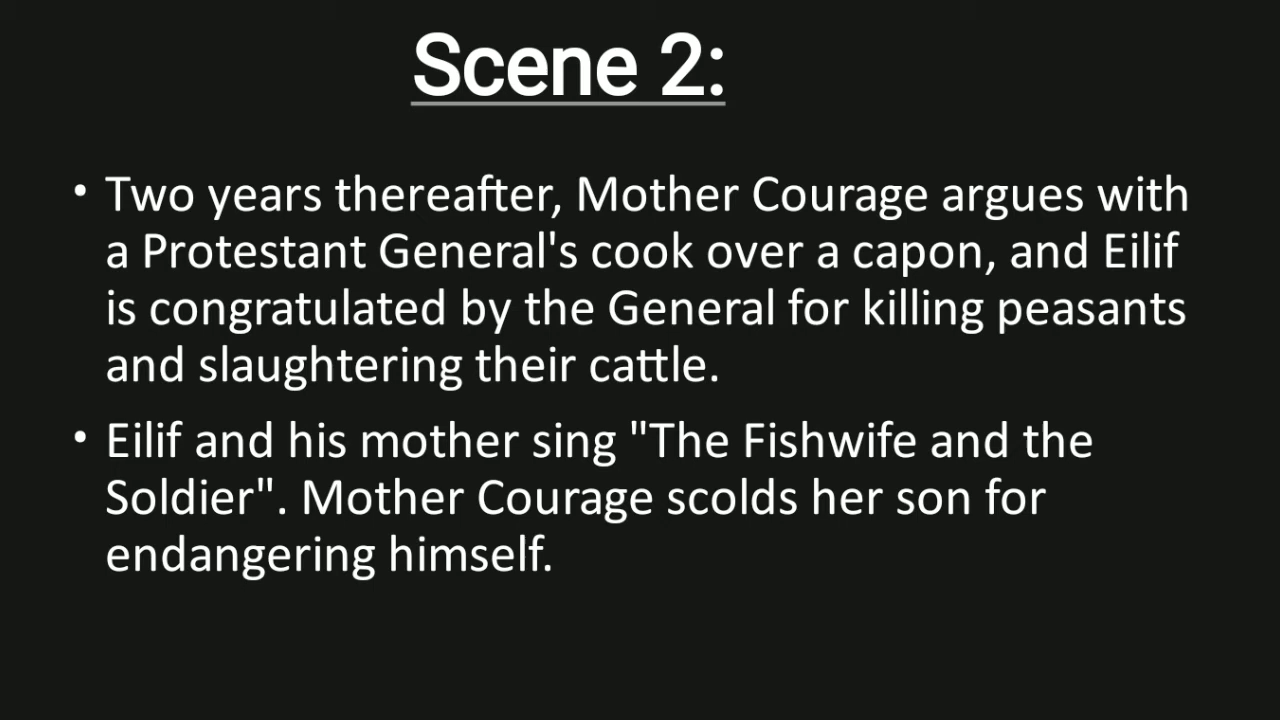 Scene 2:
• Two years thereafter, Mother Courage argues with
a Protestant General's cook over a capon, and Eilif
is congratulated by the General for killing peasants
and slaughtering their cattle.
• Eilif and his mother sing "The Fishwife and the
Soldier". Mother Courage scolds her son for
endangering himself.